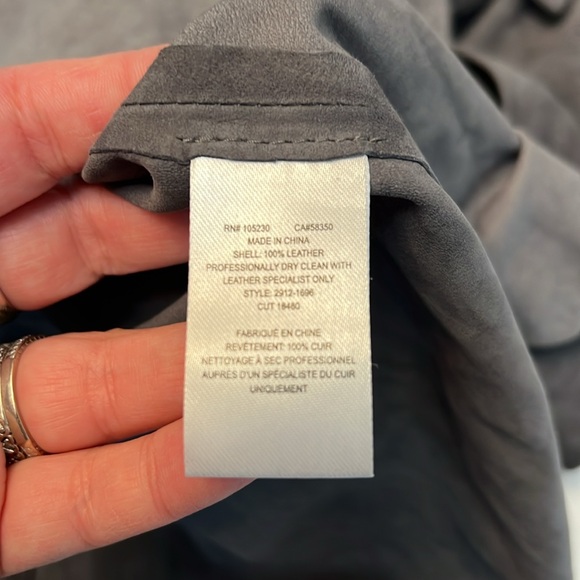 RN# 105230 CA#58350
MADE IN CHINA
SHELL: 100% LEATHER
PROFESSIONALLY DRY CLEAN WITH
LEATHER SPECIALIST ONLY
STYLE: 2912-1696
CUT 18480
FABRIQUÉ EN CHINE
REVÉTEMENT: 100% CUIR
NETTOYAGE À SEC PROFESSIONNEL
AUPRÈS D'UN SPÉCIALISTE DU CUIR
UNIQUEMENT